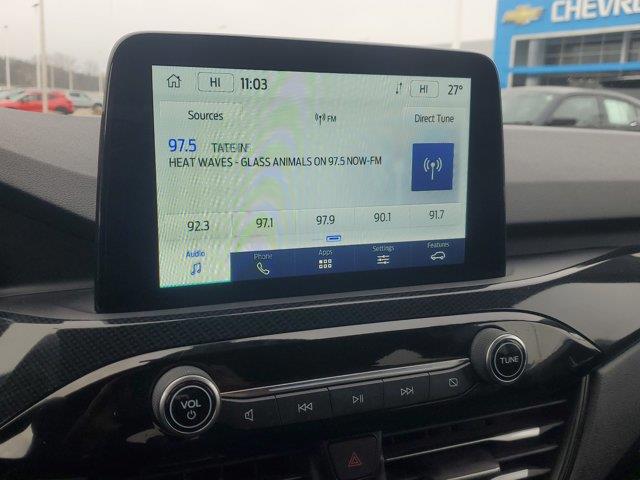 CHEVROL
HI 11:03 HI 27°
Sources FM Direct Tune
97.5
HEAT WAVES - GLASS ANIMALS ON 97.5 NOW-FM
92.3 97.1 97.9 90.1 91.7
Audio Phone Apps Settings Features
VOL
TUNE